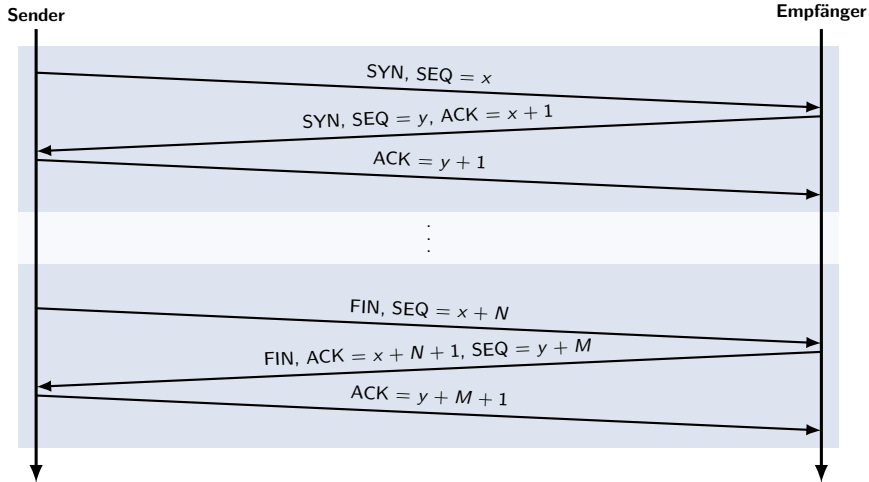 Sender
Empfänger
SYN, SEQ = x
SYN, SEQ = y, ACK = x + 1
ACK = y + 1
⋮
FIN, SEQ = x + N
FIN, ACK = x + N + 1, SEQ = y + M
ACK = y + M + 1